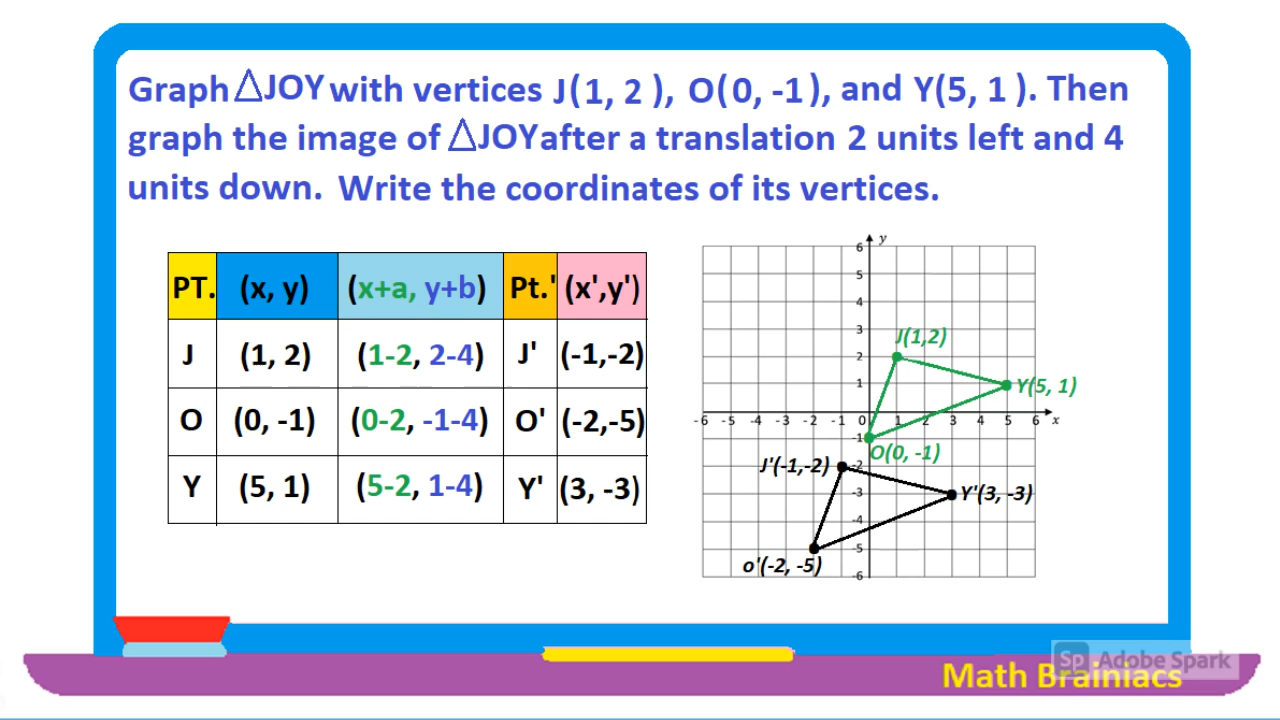 Graph △JOY with vertices J(1, 2 ), O(0, -1), and Y(5, 1 ). Then
graph the image of △JOY after a translation 2 units left and 4
units down. Write the coordinates of its vertices.
PT. (x, y) (x+a, y+b) Pt.' (x',y')
J (1, 2) (1-2, 2-4) J' (-1,-2)
O (0, -1) (0-2, -1-4) O' (-2,-5)
Y (5, 1) (5-2, 1-4) Y' (3, -3)
y
6
5
4
3
J(1,2)
2
1
Y(5, 1)
-6 -5 -4 -3 -2 -1 0 1 2 3 4 5 6 x
-1
O(0, -1)
J'(-1,-2) -2
-3 Y'(3, -3)
-4
-5
o'(-2, -5)
-6
Sp Adobe Spark
Math Brainiacs